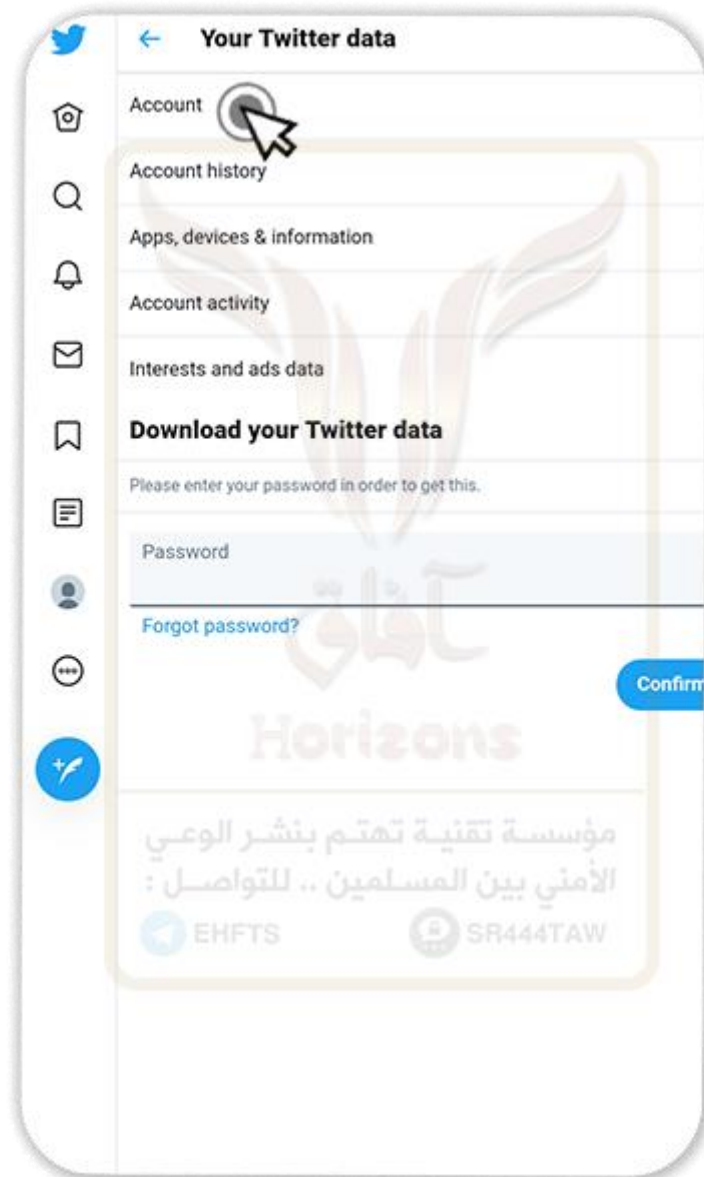 Your Twitter data
Account
Account history
Apps, devices & information
Account activity
Interests and ads data
Download your Twitter data
Please enter your password in order to get this.
Password
Forgot password?
Confirm
آفاق
Horizons
مؤسسة تقنية تهتم بنشر الوعي
الأمني بين المسلمين .. للتواصل :
EHFTS SR444TAW